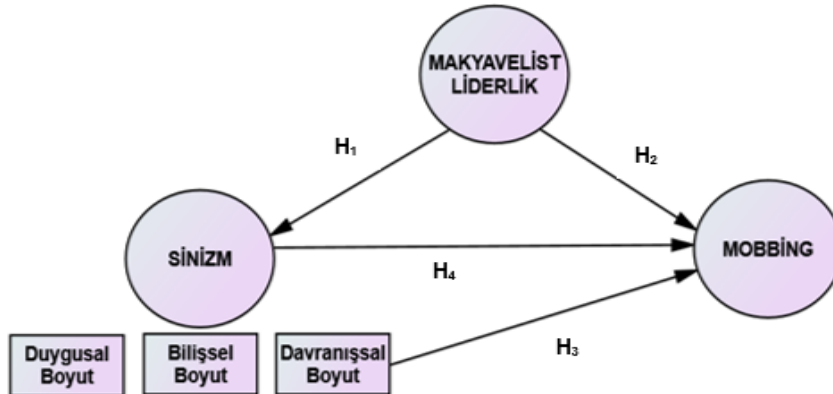 MAKYAVELİST
LİDERLİK
H₁
H₂
SİNİZM
MOBBİNG
H₄
H₃
Duygusal
Boyut
Bilişsel
Boyut
Davranışsal
Boyut